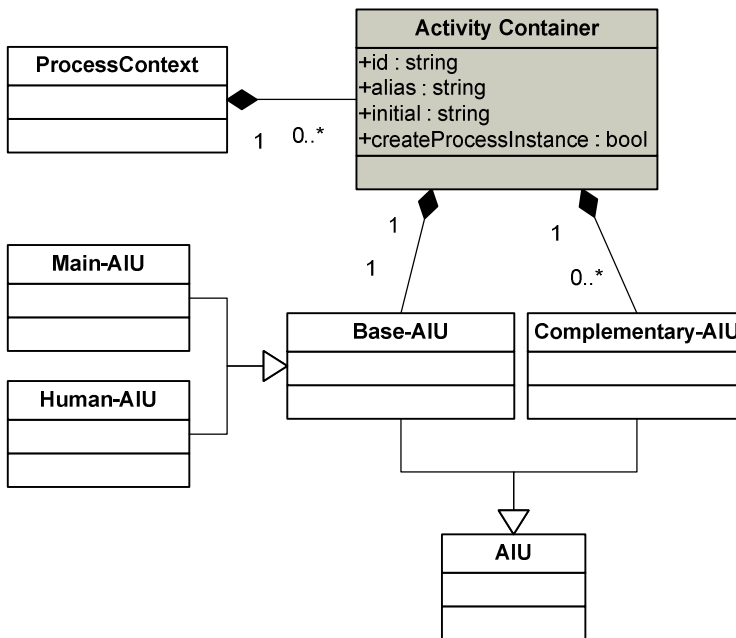 Activity Container
+id : string
+alias : string
+initial : string
+createProcessInstance : bool
ProcessContext
1
0..*
1
1
1
0..*
Main-AIU
Base-AIU
Complementary-AIU
Human-AIU
AIU